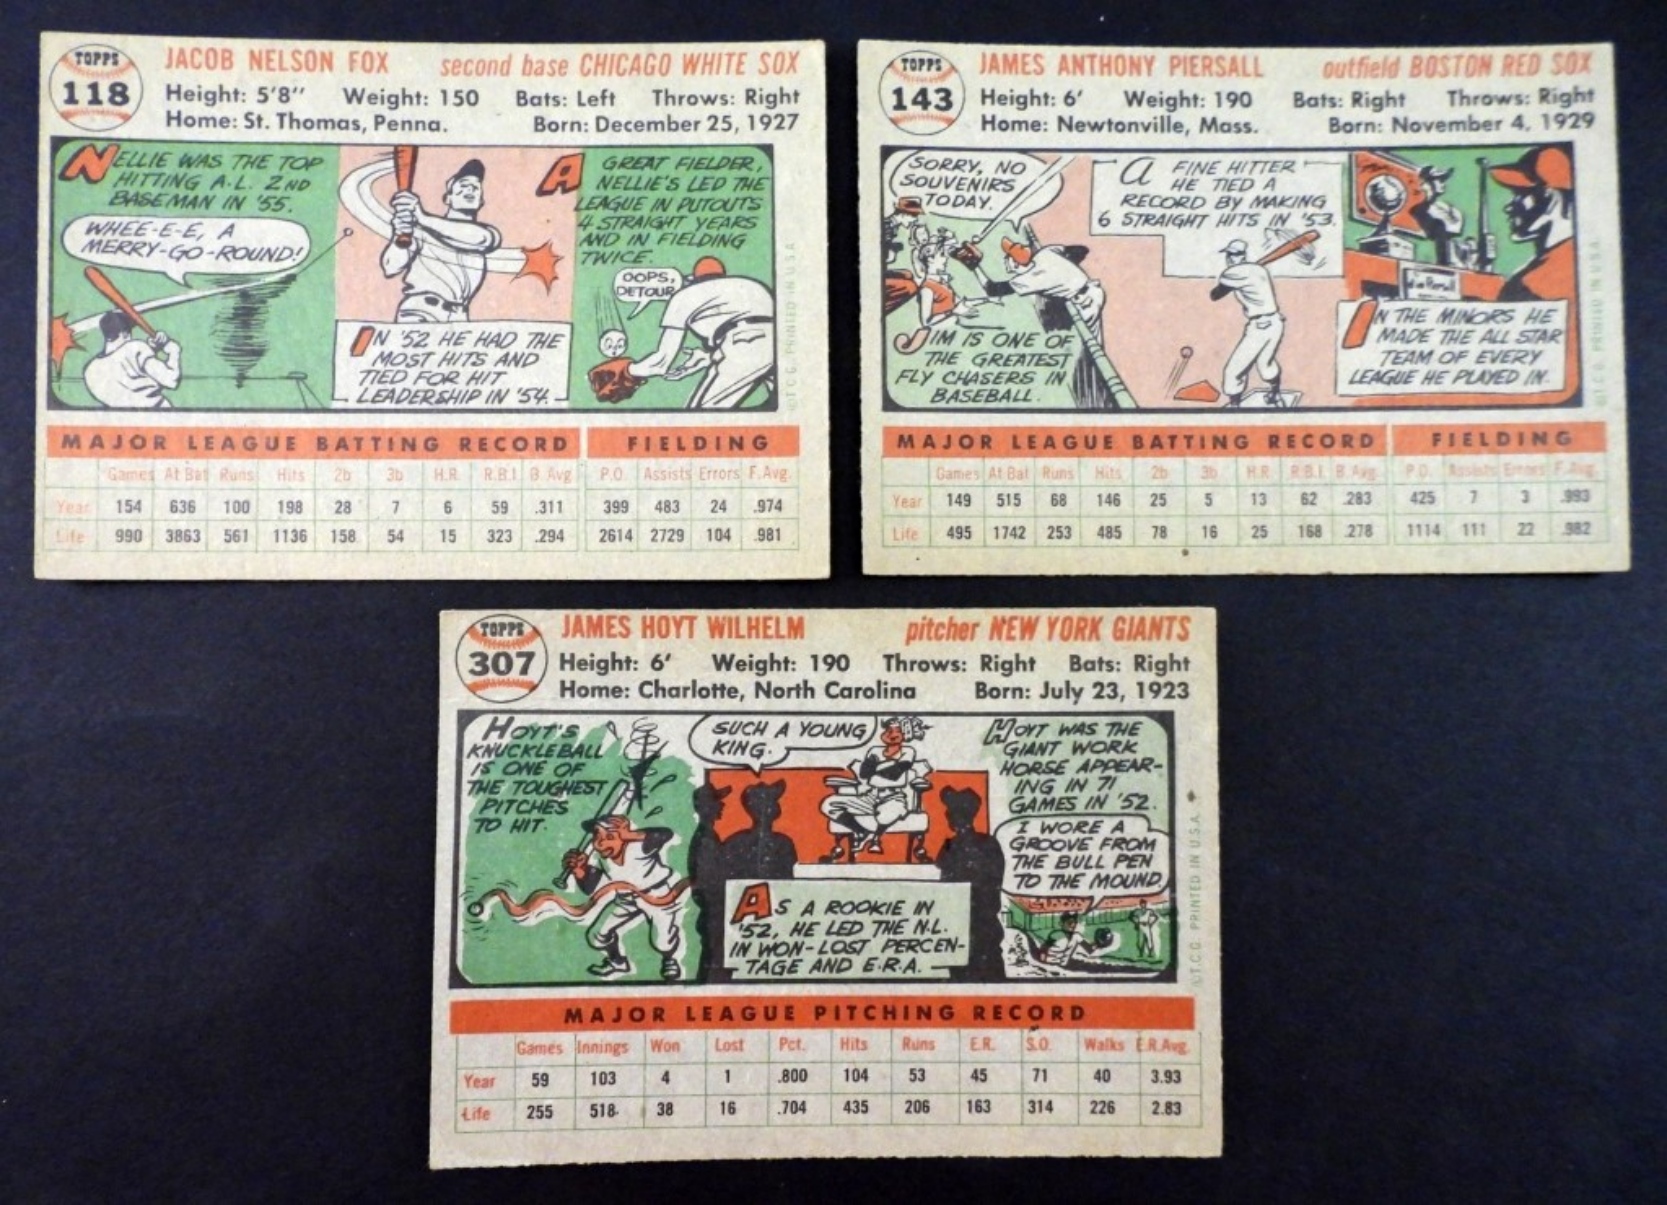 TOPPS
118
JACOB NELSON FOX second base CHICAGO WHITE SOX
Height: 5'8'' Weight: 150 Bats: Left Throws: Right
Home: St. Thomas, Penna. Born: December 25, 1927
NELLIE WAS THE TOP
HITTING A.L. 2ND
BASEMAN IN '55.
WHEE-E-E, A
MERRY-GO-ROUND!
IN '52 HE HAD THE
MOST HITS AND
TIED FOR HIT
LEADERSHIP IN '54.
A GREAT FIELDER,
NELLIE'S LED THE
LEAGUE IN PUTOUTS
4 STRAIGHT YEARS
AND IN FIELDING
TWICE.
OOPS,
DETOUR
©T.C.G. PRINTED IN U.S.A.
MAJOR LEAGUE BATTING RECORD FIELDING
Games At Bat Runs Hits 2b 3b H.R. R.B.I B.Avg P.O. Assists Errors F.Avg.
Year 154 636 100 198 28 7 6 59 .311 399 483 24 .974
Life 990 3863 561 1136 158 54 15 323 .294 2614 2729 104 .981
TOPPS
143
JAMES ANTHONY PIERSALL outfield BOSTON RED SOX
Height: 6' Weight: 190 Bats: Right Throws: Right
Home: Newtonville, Mass. Born: November 4, 1929
SORRY, NO
SOUVENIRS
TODAY.
JIM IS ONE OF
THE GREATEST
FLY CHASERS IN
BASEBALL.
A FINE HITTER
HE TIED A
RECORD BY MAKING
6 STRAIGHT HITS IN '53.
IN THE MINORS HE
MADE THE ALL STAR
TEAM OF EVERY
LEAGUE HE PLAYED IN.
©T.C.G. PRINTED IN U.S.A.
MAJOR LEAGUE BATTING RECORD FIELDING
Games At Bat Runs Hits 2b 3b H.R R.B.I B.Avg. P.O. Assists Errors F.Avg.
Year 149 515 68 146 25 5 13 62 .283 425 7 3 .993
Life 495 1742 253 485 78 16 25 168 .278 1114 111 22 .982
TOPPS
307
JAMES HOYT WILHELM pitcher NEW YORK GIANTS
Height: 6' Weight: 190 Throws: Right Bats: Right
Home: Charlotte, North Carolina Born: July 23, 1923
HOYT'S
KNUCKLEBALL
IS ONE OF
THE TOUGHEST
PITCHES
TO HIT.
SUCH A YOUNG
KING.
AS A ROOKIE IN
'52, HE LED THE N.L.
IN WON-LOST PERCEN-
TAGE AND E.R.A.
HOYT WAS THE
GIANT WORK
HORSE APPEAR-
ING IN 71
GAMES IN '52.
I WORE A
GROOVE FROM
THE BULL PEN
TO THE MOUND.
©T.C.G. PRINTED IN U.S.A.
MAJOR LEAGUE PITCHING RECORD
Games Innings Won Lost Pct. Hits Runs E.R. S.O. Walks E.R.Avg.
Year 59 103 4 1 .800 104 53 45 71 40 3.93
Life 255 518 38 16 .704 435 206 163 314 226 2.83